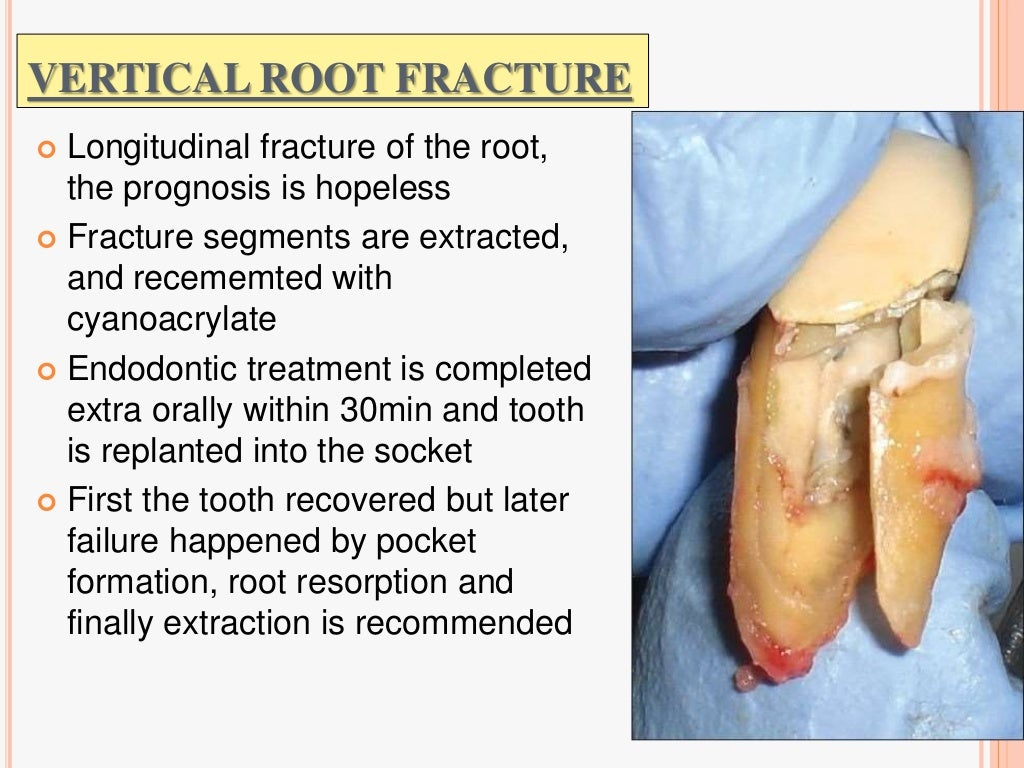 VERTICAL ROOT FRACTURE
Longitudinal fracture of the root,
the prognosis is hopeless
Fracture segments are extracted,
and recememted with
cyanoacrylate
Endodontic treatment is completed
extra orally within 30min and tooth
is replanted into the socket
First the tooth recovered but later
failure happened by pocket
formation, root resorption and
finally extraction is recommended